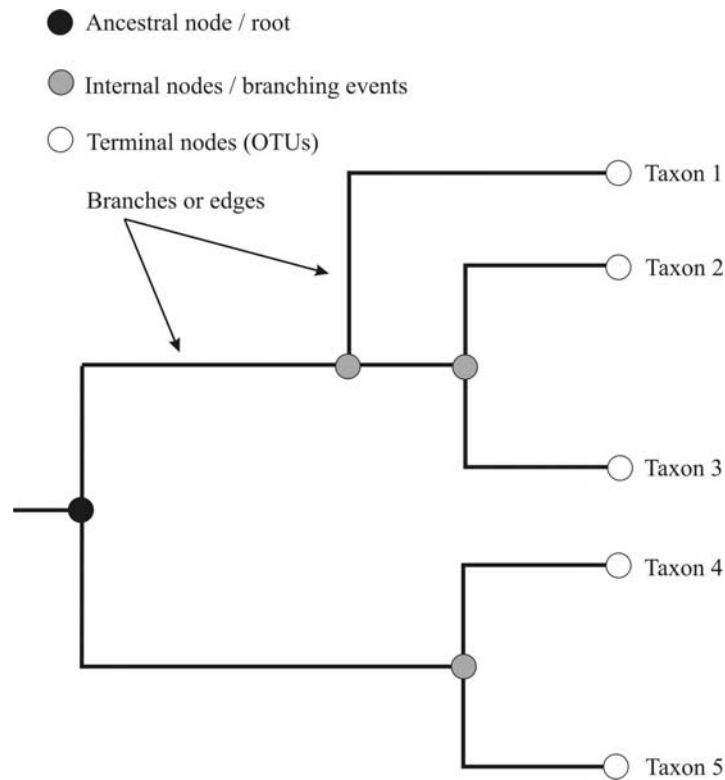 Ancestral node / root
Internal nodes / branching events
Terminal nodes (OTUs)
Branches or edges
Taxon 1
Taxon 2
Taxon 3
Taxon 4
Taxon 5